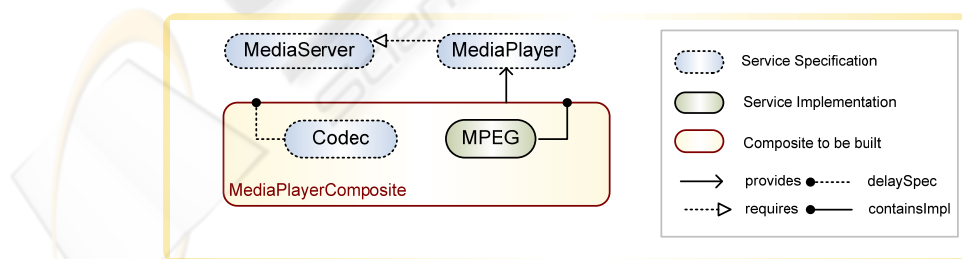 MediaServer
MediaPlayer
Codec
MPEG
MediaPlayerComposite
Service Specification
Service Implementation
Composite to be built
provides
delaySpec
requires
containsImpl